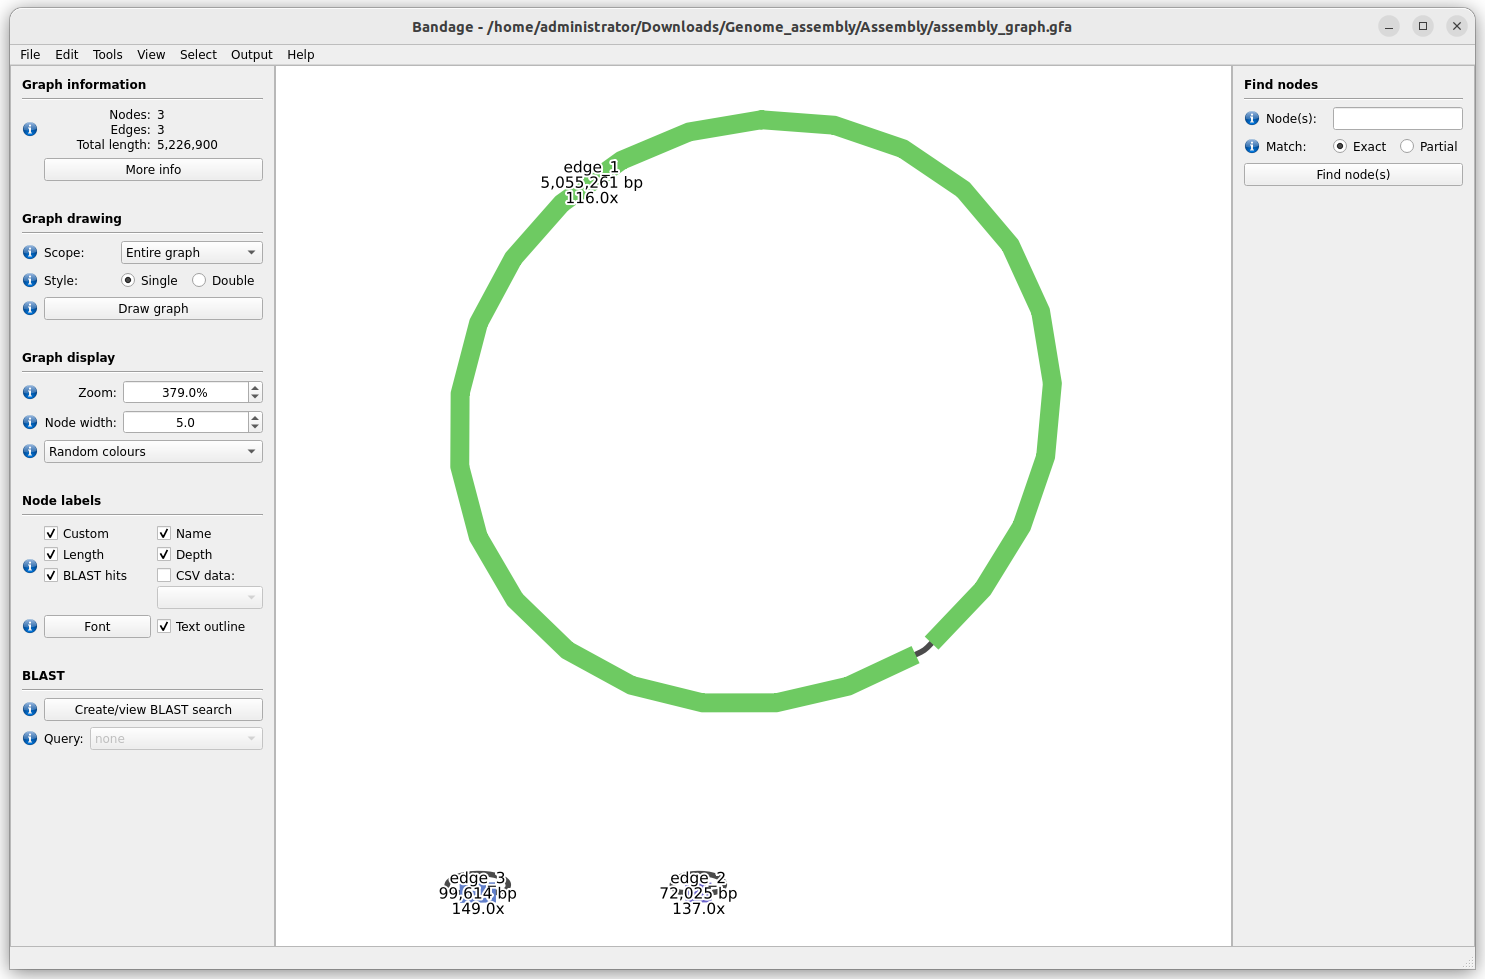 Bandage - /home/administrator/Downloads/Genome_assembly/Assembly/assembly_graph.gfa
File Edit Tools View Select Output Help
Graph information
Nodes: 3
Edges: 3
Total length: 5,226,900
More info
Graph drawing
Scope: Entire graph
Style: Single Double
Draw graph
Graph display
Zoom: 379.0%
Node width: 5.0
Random colours
Node labels
Custom Name
Length Depth
BLAST hits CSV data:
Font Text outline
BLAST
Create/view BLAST search
Query: none
edge_1
5,055,261 bp
116.0x
edge_3
99,614 bp
149.0x
edge_2
72,025 bp
137.0x
Find nodes
Node(s):
Match: Exact Partial
Find node(s)